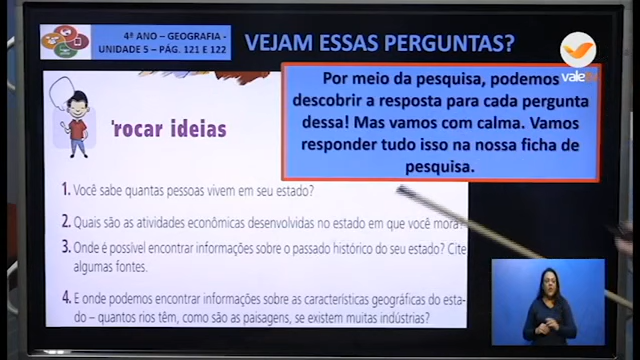 4º ANO – GEOGRAFIA -
UNIDADE 5 – PÁG. 121 E 122
VEJAM ESSAS PERGUNTAS?
vale
Por meio da pesquisa, podemos
descobrir a resposta para cada pergunta
dessa! Mas vamos com calma. Vamos
responder tudo isso na nossa ficha de
pesquisa.
rocar ideias
1. Você sabe quantas pessoas vivem em seu estado?
2. Quais são as atividades econômicas desenvolvidas no estado em que você mora?
3. Onde é possível encontrar informações sobre o passado histórico do seu estado? Cite
algumas fontes.
4. E onde podemos encontrar informações sobre as características geográficas do esta-
do – quantos rios têm, como são as paisagens, se existem muitas indústrias?